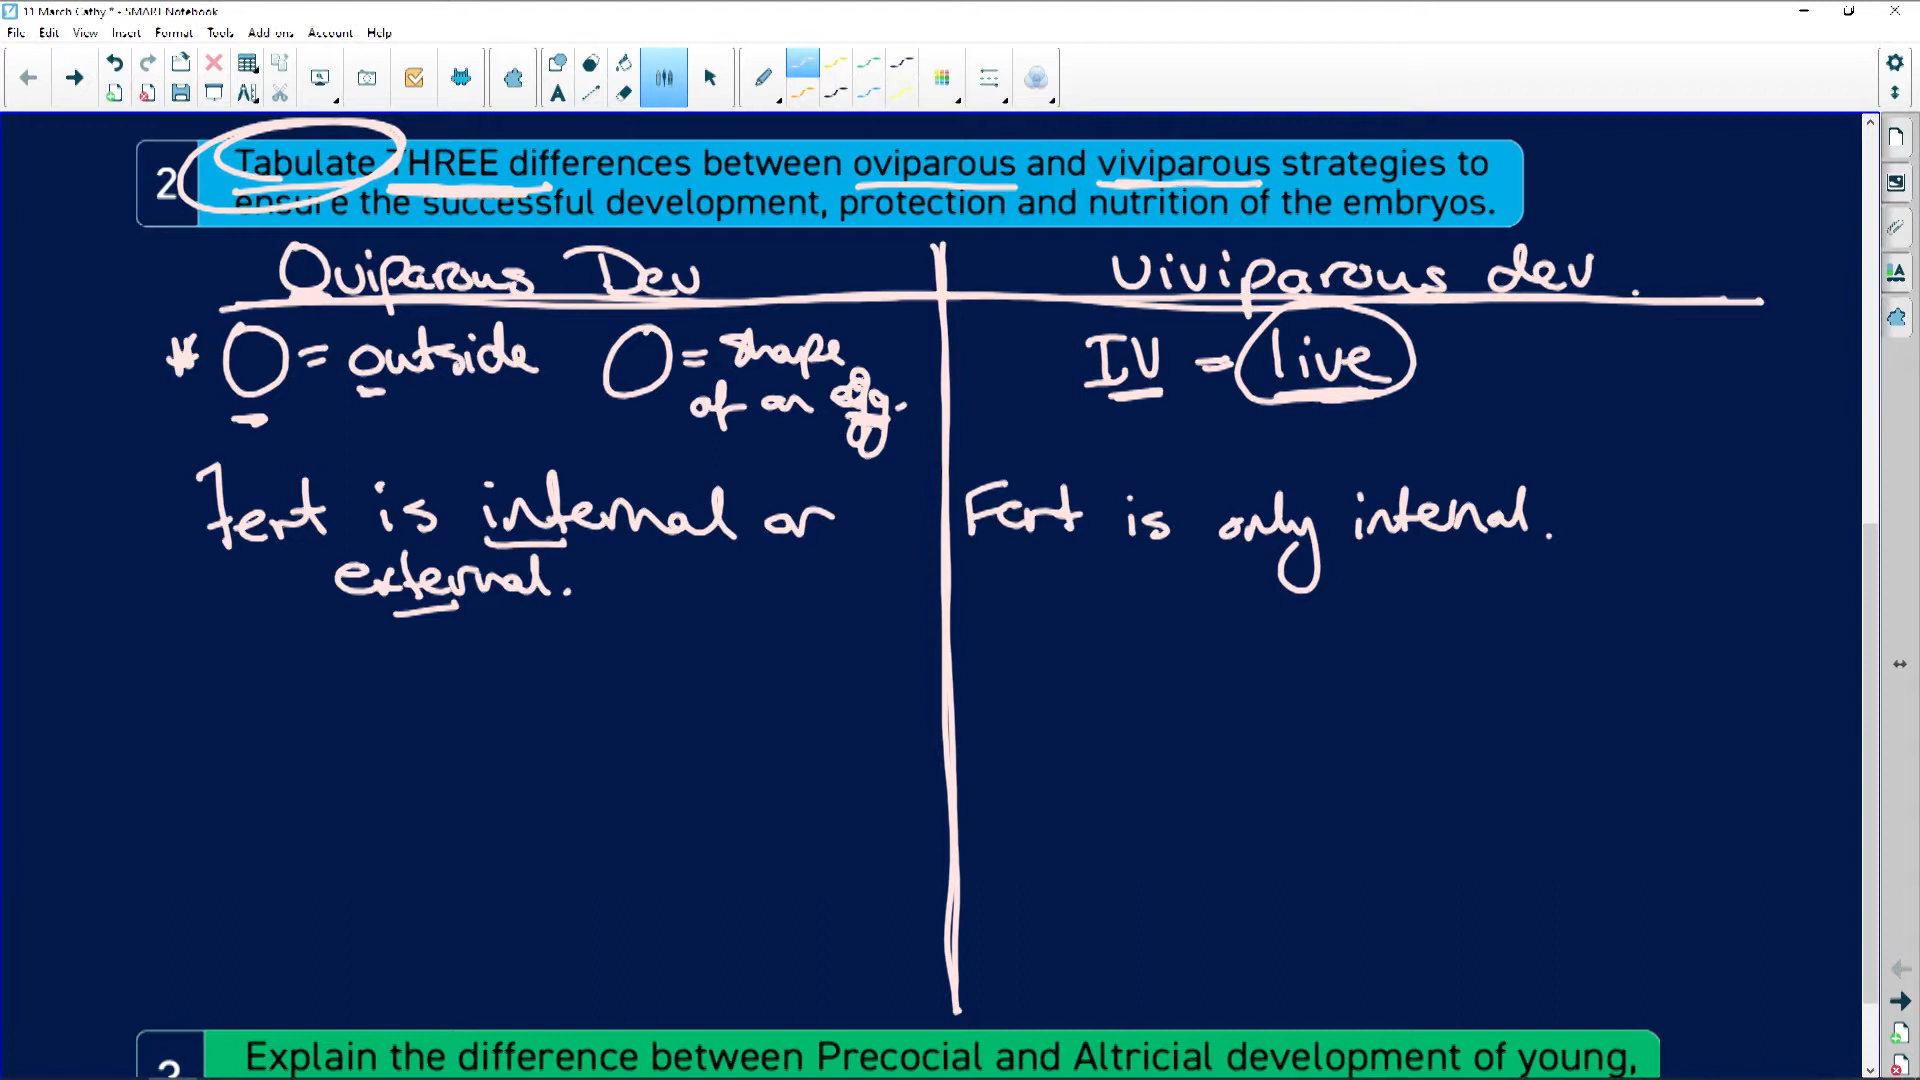 11 March Cathy * - SMART Notebook
File Edit View Insert Format Tools Add-ons Account Help
2 Tabulate THREE differences between oviparous and viviparous strategies to
ensure the successful development, protection and nutrition of the embryos.
Oviparous Dev
Viviparous dev.
* O = outside O = shape
of an egg.
IV = live
Fert is internal or
external.
Fert is only internal.
3 Explain the difference between Precocial and Altricial development of young,